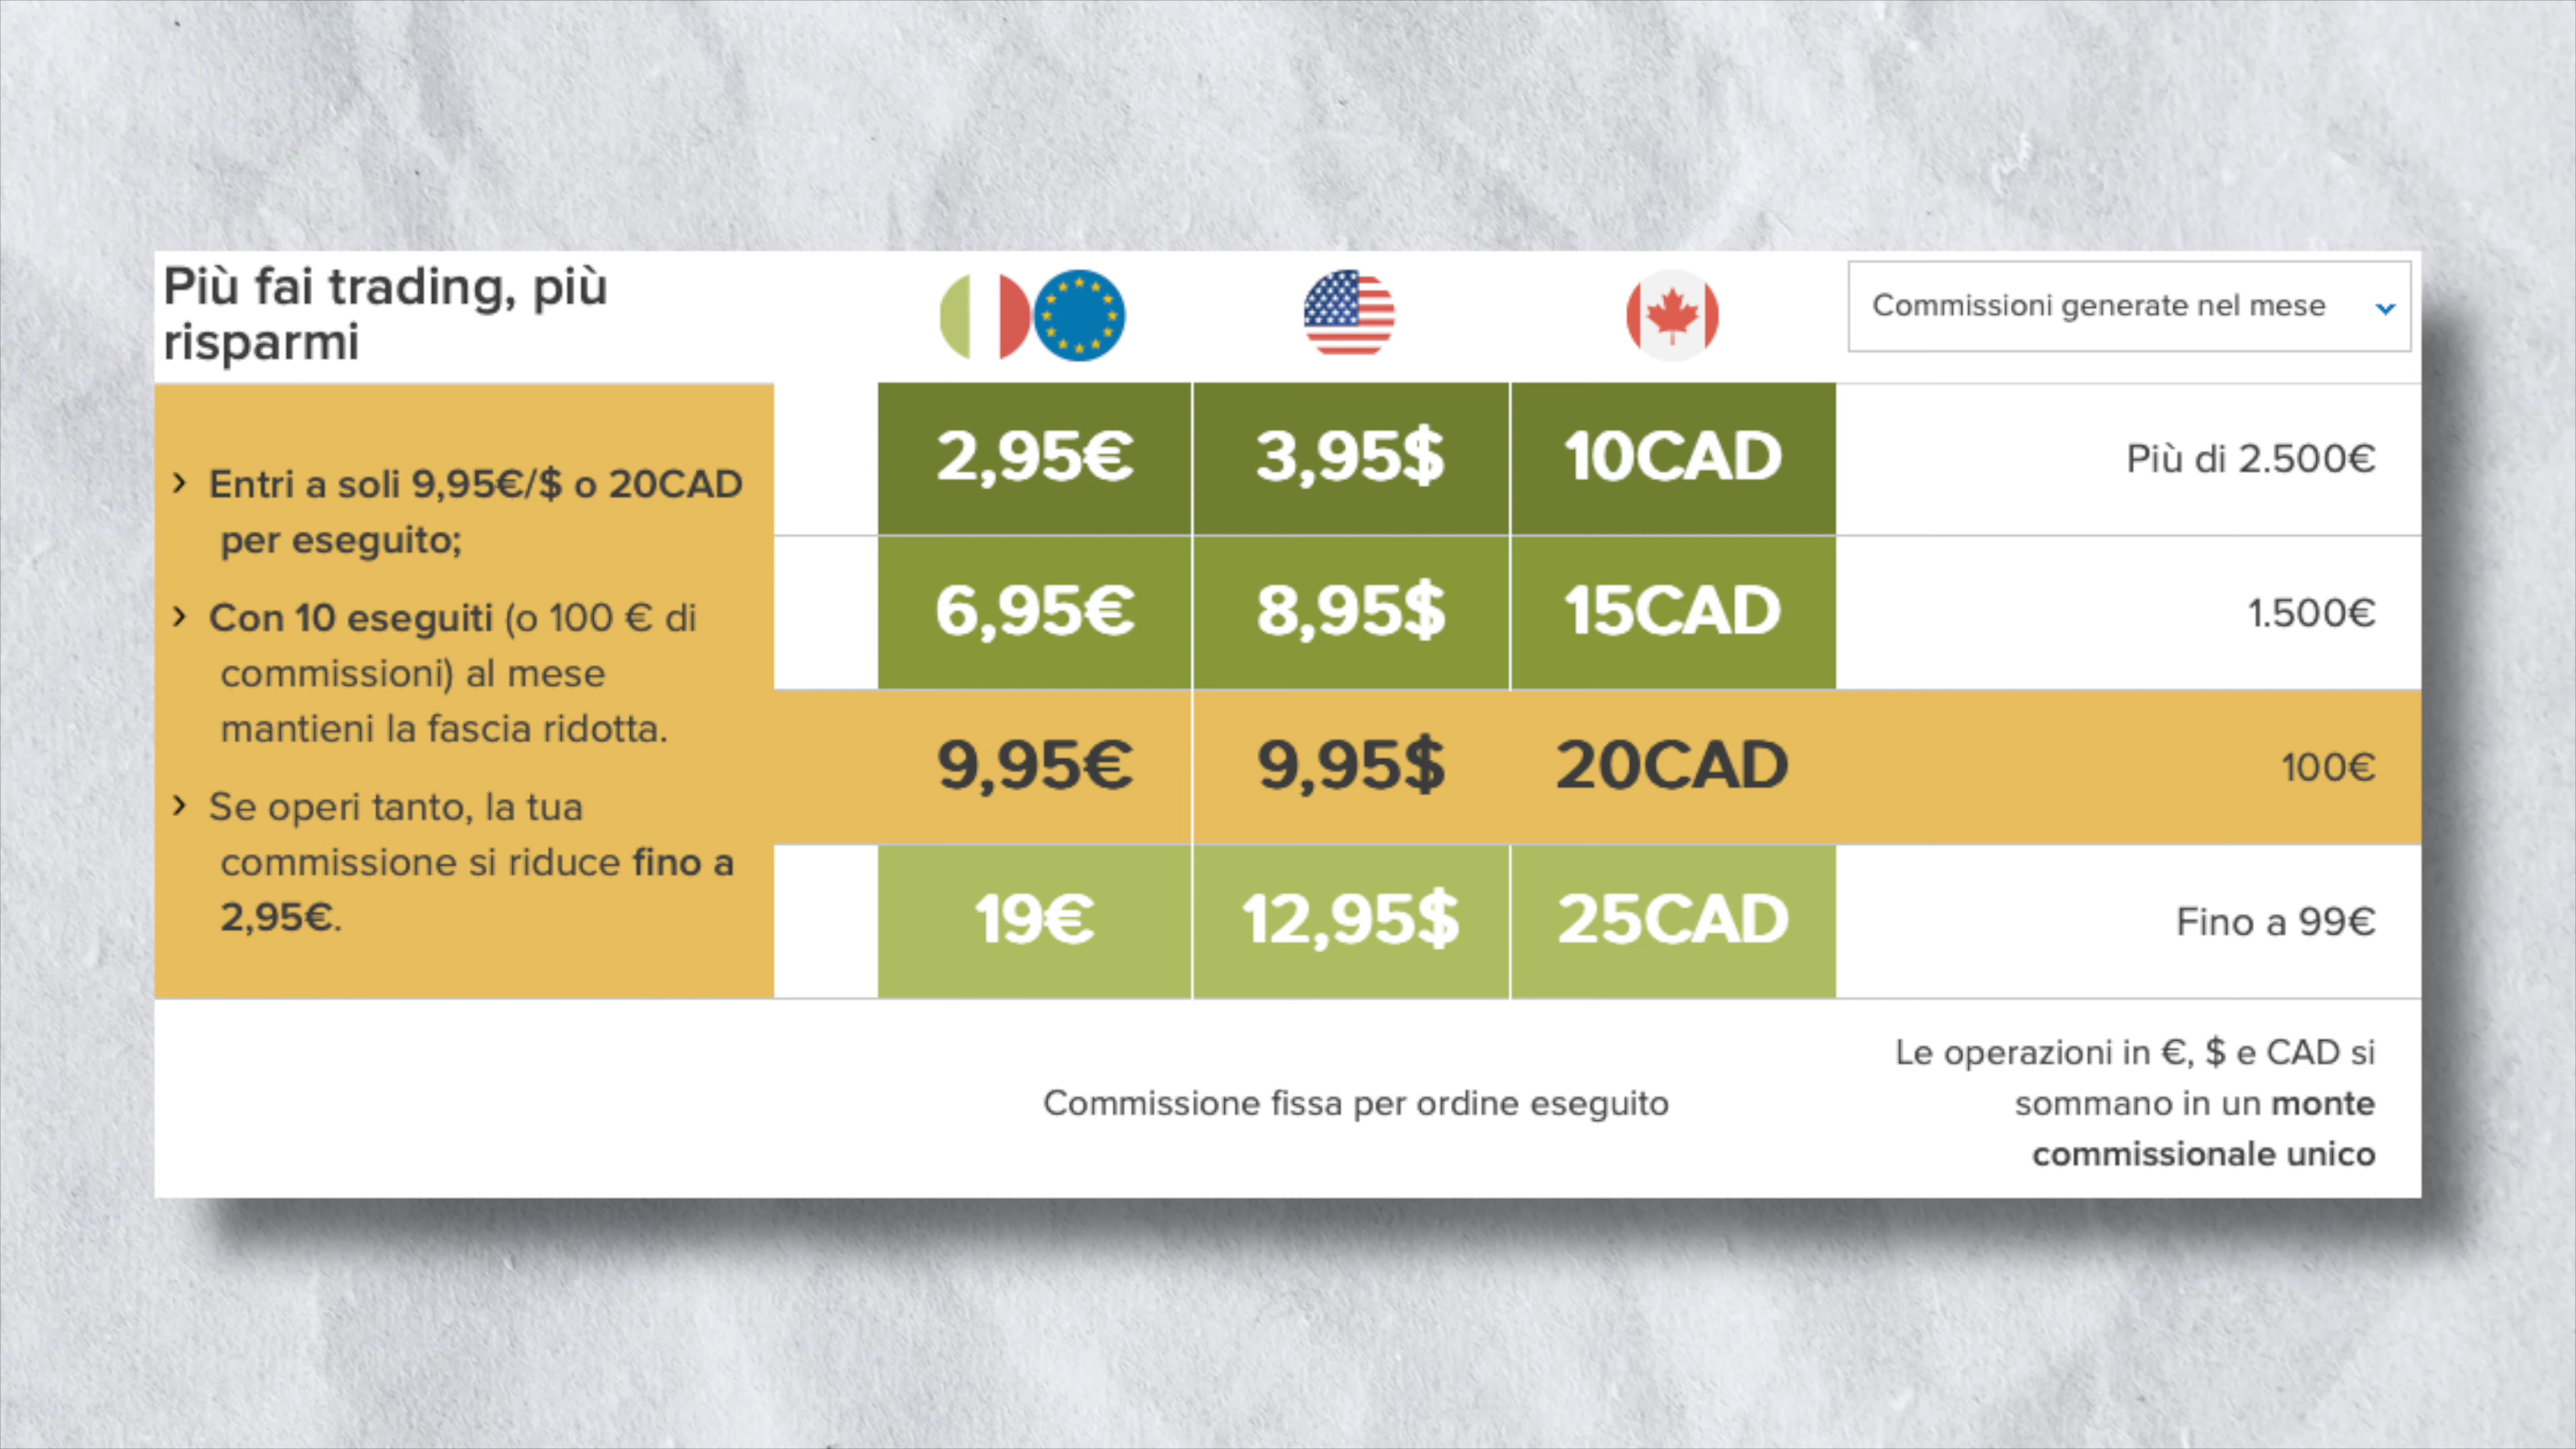 Più fai trading, più
risparmi
Commissioni generate nel mese
› Entri a soli 9,95€/$ o 20CAD
per eseguito;
› Con 10 eseguiti (o 100 € di
commissioni) al mese
mantieni la fascia ridotta.
› Se operi tanto, la tua
commissione si riduce fino a
2,95€.
2,95€ 3,95$ 10CAD Più di 2.500€
6,95€ 8,95$ 15CAD 1.500€
9,95€ 9,95$ 20CAD 100€
19€ 12,95$ 25CAD Fino a 99€
Commissione fissa per ordine eseguito
Le operazioni in €, $ e CAD si
sommano in un monte
commissionale unico